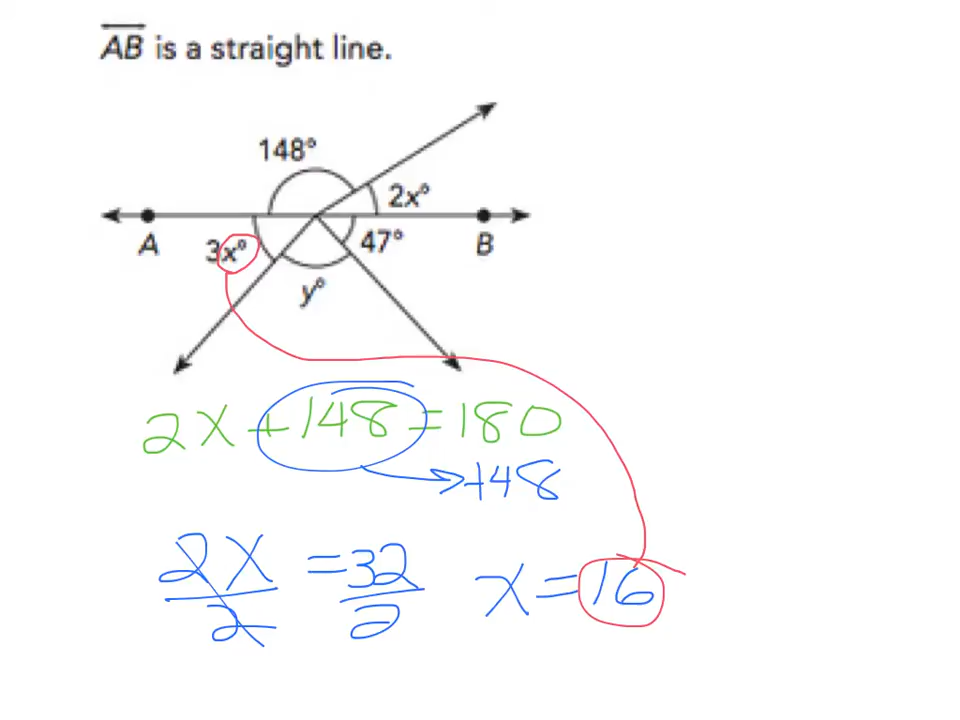 AB is a straight line.
148°
2x°
A
3x°
47°
B
y°
2x+148=180
-148
2x =32
2 2
x=16